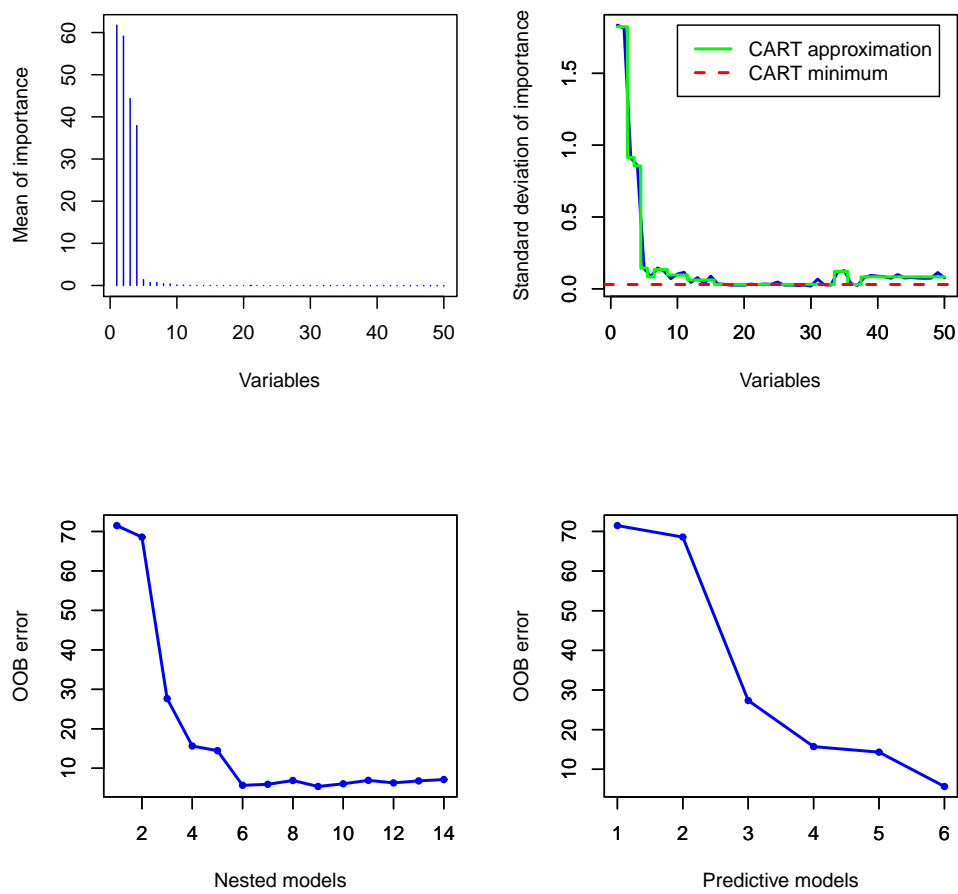 Mean of importance
60
50
40
30
20
10
0
0 10 20 30 40 50
Variables
Standard deviation of importance
1.5
1.0
0.5
0.0
CART approximation
CART minimum
0 10 20 30 40 50
Variables
OOB error
70
60
50
40
30
20
10
2 4 6 8 10 12 14
Nested models
OOB error
70
60
50
40
30
20
10
1 2 3 4 5 6
Predictive models